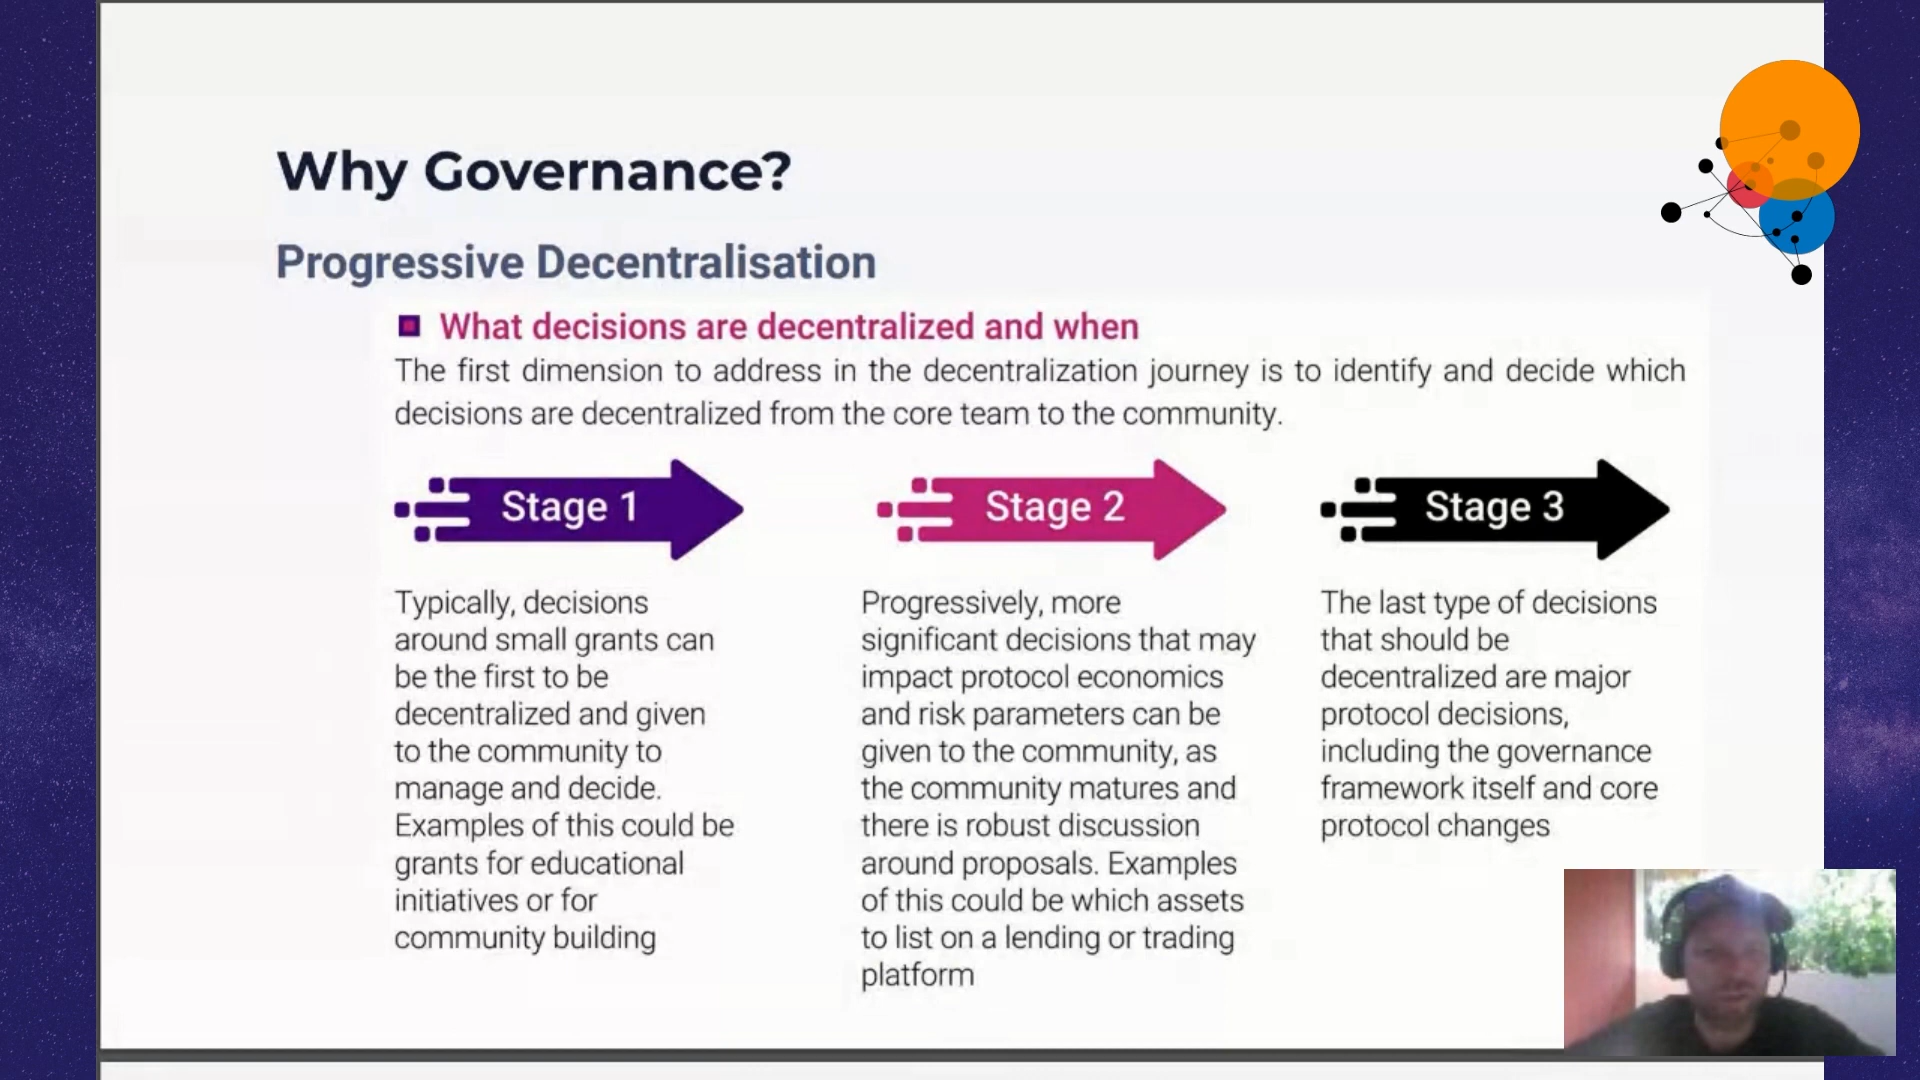 Why Governance?
Progressive Decentralisation
What decisions are decentralized and when
The first dimension to address in the decentralization journey is to identify and decide which
decisions are decentralized from the core team to the community.
Stage 1
Stage 2
Stage 3
Typically, decisions
around small grants can
be the first to be
decentralized and given
to the community to
manage and decide.
Examples of this could be
grants for educational
initiatives or for
community building
Progressively, more
significant decisions that may
impact protocol economics
and risk parameters can be
given to the community, as
the community matures and
there is robust discussion
around proposals. Examples
of this could be which assets
to list on a lending or trading
platform
The last type of decisions
that should be
decentralized are major
protocol decisions,
including the governance
framework itself and core
protocol changes